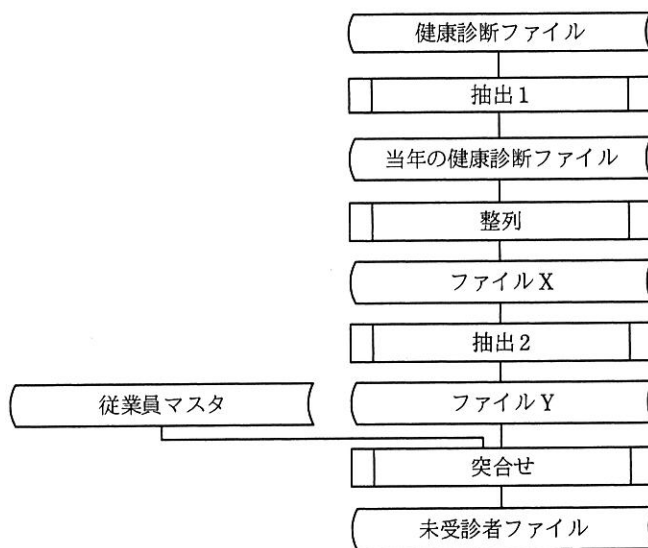 健康診断ファイル
抽出1
当年の健康診断ファイル
整列
ファイルX
抽出2
従業員マスタ
ファイルY
突合せ
未受診者ファイル